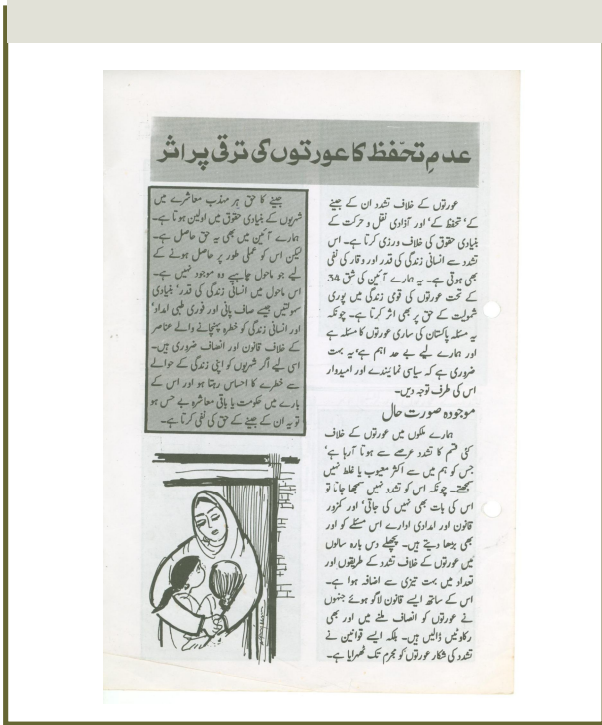 عدمِ تحفّظ کا عورتوں کی ترقی پر اثر
عورتوں کے خلاف تشدد ان کے جینے
کے‘ تحفظ کے‘ اور آزادی نقل و حرکت کے
بنیادی حقوق کی خلاف ورزی کرتا ہے۔ اس
تشدد سے انسانی زندگی کی قدر اور وقار کی نفی
بھی ہوتی ہے۔ یہ ہمارے آئین کی شق 34
کے تحت عورتوں کی قومی زندگی میں پوری
شمولیت کے حق پر بھی اثر کرتا ہے۔ چونکہ
یہ مسئلہ پاکستان کی ساری عورتوں کا مسئلہ ہے
اور ہمارے لیے بے حد اہم ہے‘ یہ بہت
ضروری ہے کہ سیاسی نمایندے اور امیدوار
اس کی طرف توجہ دیں۔
موجودہ صورت حال
ہمارے ملکوں میں عورتوں کے خلاف
کئی قسم کا تشدد عرصے سے ہوتا آرہا ہے‘
جس کو ہم میں سے اکثر معیوب یا غلط نہیں
سمجھتے۔ چونکہ اس کو تشدد نہیں سمجھا جاتا تو
اس کی بات بھی نہیں کی جاتی‘ اور کمزور
قانون اور امدادی ادارے اس مسئلے کو اور
بھی بڑھا دیتے ہیں۔ پچھلے دس بارہ سالوں
میں عورتوں کے خلاف تشدد کے طریقوں اور
تعداد میں بہت تیزی سے اضافہ ہوا ہے۔
اس کے ساتھ ایسے قانون لاگو ہوئے جنہوں
نے عورتوں کو انصاف ملنے میں اور بھی
رکاوٹیں ڈالیں ہیں۔ بلکہ ایسے قوانین نے
تشدد کی شکار عورتوں کو مجرم تک ٹھہرایا ہے۔
جینے کا حق ہر مہذب معاشرے میں
شہریوں کے بنیادی حقوق میں اولین ہوتا ہے۔
ہمارے آئین میں بھی یہ حق حاصل ہے۔
لیکن اس کو عملی طور پر حاصل ہونے کے
لیے جو ماحول چاہیے وہ موجود نہیں ہے۔
اس ماحول میں انسانی زندگی کی قدر‘ بنیادی
سہولتیں جیسے صاف پانی اور فوری طبی امداد‘
اور انسانی زندگی کو خطرہ پہنچانے والے عناصر
کے خلاف قانون اور انصاف ضروری ہیں۔
اسی لیے اگر شہریوں کو اپنی زندگی کے حوالے
سے خطرے کا احساس رہتا ہو اور اس کے
بارے میں حکومت یا باقی معاشرہ بے حس ہو
تو یہ ان کے جینے کے حق کی نفی کرتا ہے۔